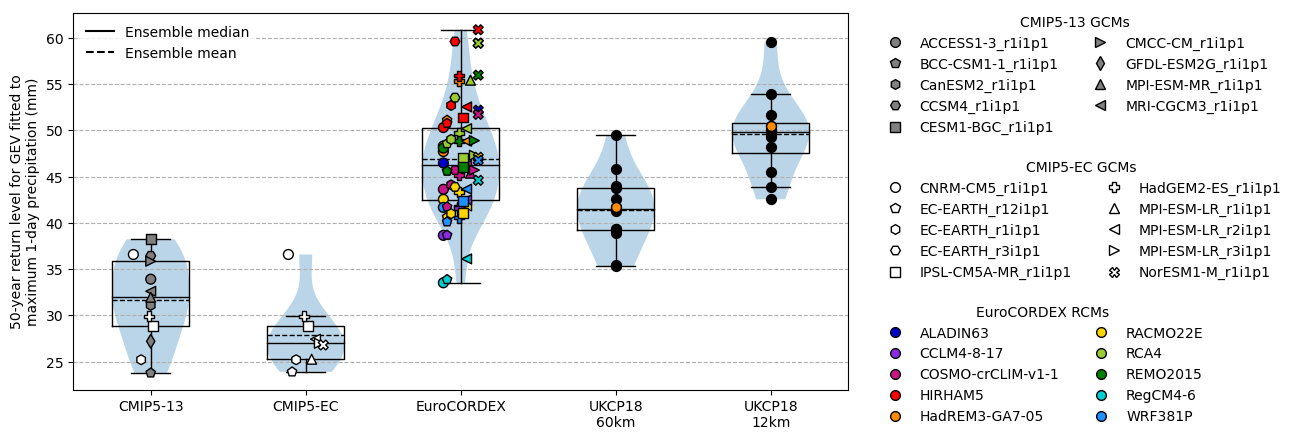 50-year return level for GEV fitted to
maximum 1-day precipitation (mm)
60
55
50
45
40
35
30
25
Ensemble median
Ensemble mean
CMIP5-13
CMIP5-EC
EuroCORDEX
UKCP18
60km
UKCP18
12km
CMIP5-13 GCMs
ACCESS1-3_r1i1p1
BCC-CSM1-1_r1i1p1
CanESM2_r1i1p1
CCSM4_r1i1p1
CESM1-BGC_r1i1p1
CMCC-CM_r1i1p1
GFDL-ESM2G_r1i1p1
MPI-ESM-MR_r1i1p1
MRI-CGCM3_r1i1p1
CMIP5-EC GCMs
CNRM-CM5_r1i1p1
EC-EARTH_r12i1p1
EC-EARTH_r1i1p1
EC-EARTH_r3i1p1
IPSL-CM5A-MR_r1i1p1
HadGEM2-ES_r1i1p1
MPI-ESM-LR_r1i1p1
MPI-ESM-LR_r2i1p1
MPI-ESM-LR_r3i1p1
NorESM1-M_r1i1p1
EuroCORDEX RCMs
ALADIN63
CCLM4-8-17
COSMO-crCLIM-v1-1
HIRHAM5
HadREM3-GA7-05
RACMO22E
RCA4
REMO2015
RegCM4-6
WRF381P